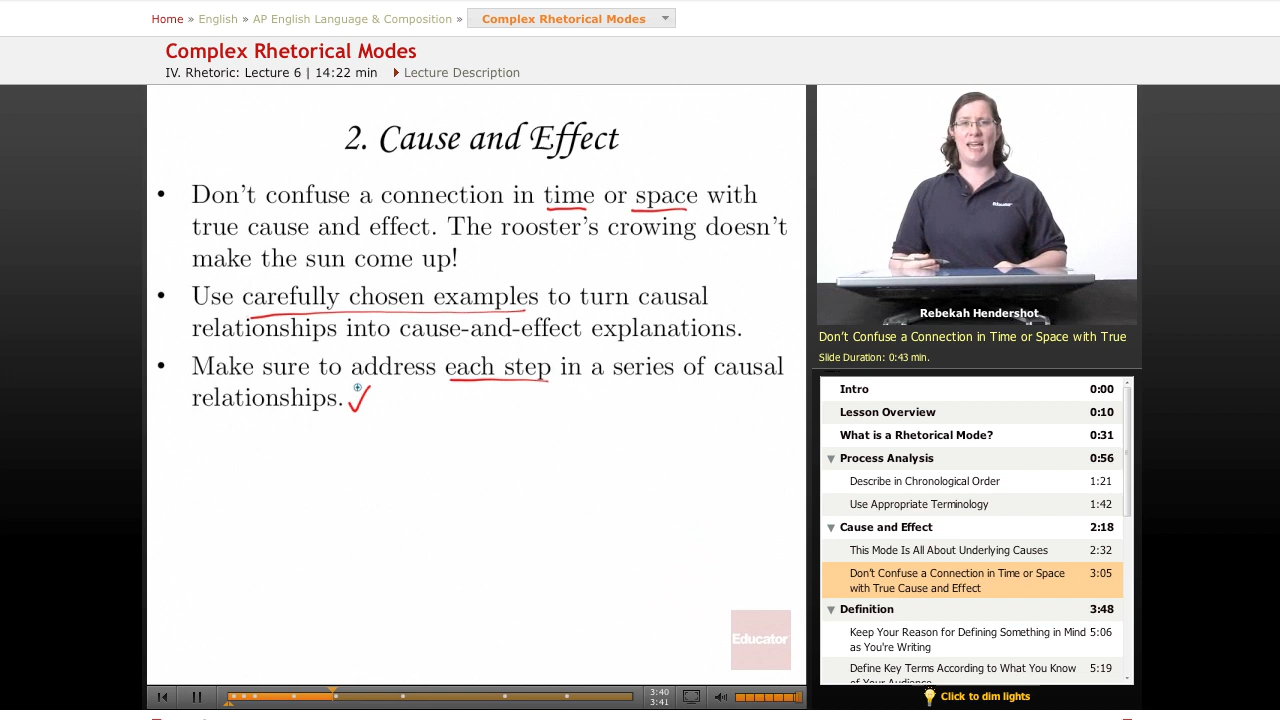 Home » English » AP English Language & Composition » Complex Rhetorical Modes
Complex Rhetorical Modes
IV. Rhetoric: Lecture 6 | 14:22 min Lecture Description
2. Cause and Effect
• Don't confuse a connection in time or space with
true cause and effect. The rooster's crowing doesn't
make the sun come up!
• Use carefully chosen examples to turn causal
relationships into cause-and-effect explanations.
• Make sure to address each step in a series of causal
relationships.
Educator
3:40
3:41
Educator
Rebekah Hendershot
Don't Confuse a Connection in Time or Space with True
Slide Duration: 0:43 min.
Intro 0:00
Lesson Overview 0:10
What is a Rhetorical Mode? 0:31
Process Analysis 0:56
Describe in Chronological Order 1:21
Use Appropriate Terminology 1:42
Cause and Effect 2:18
This Mode Is All About Underlying Causes 2:32
Don't Confuse a Connection in Time or Space 3:05
with True Cause and Effect
Definition 3:48
Keep Your Reason for Defining Something in Mind 5:06
as You're Writing
Define Key Terms According to What You Know 5:19
of Your Audience
Click to dim lights